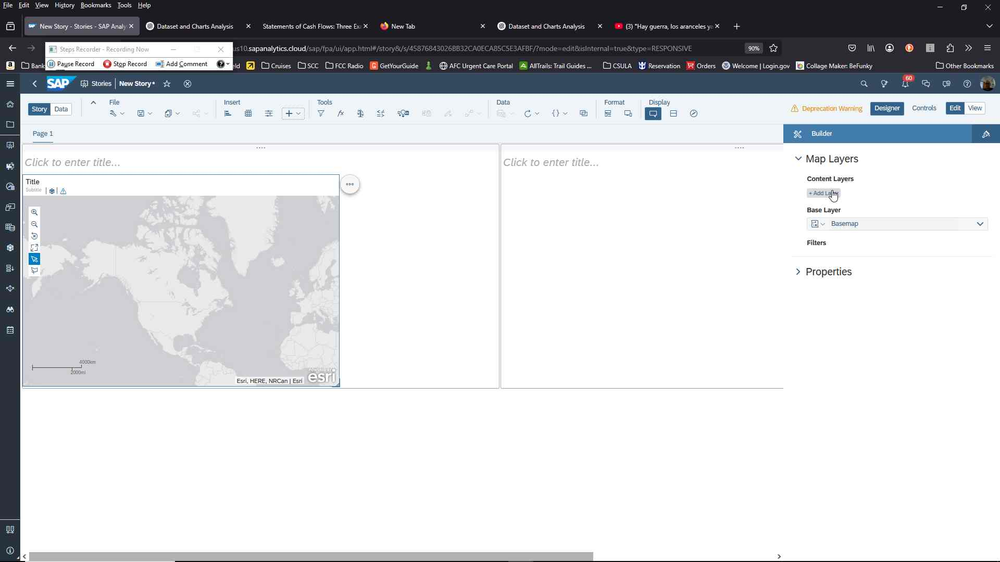 File Edit View History Bookmarks Tools Help
New Story - Stories - SAP Analy
Dataset and Charts Analysis
Statements of Cash Flows: Three Ex
New Tab
Dataset and Charts Analysis
(3) "Hay guerra, los aranceles ya
Steps Recorder - Recording Now
us10.sapanalytics.cloud/sap/fpa/ui/app.html#/story&/s/45876843026BB32CA0ECA85C5E3AFBF/?mode=edit&isInternal=true&type=RESPONSIVE
90%
Bank
Pause Record
Stop Record
Add Comment
eld
Cruises
SCC
FCC Radio
GetYourGuide
AFC Urgent Care Portal
AllTrails: Trail Guides ...
CSULA
Reservation
Orders
Welcome | Login.gov
Collage Maker: BeFunky
Other Bookmarks
SAP
Stories
New Story*
60
Story
Data
File
Insert
Tools
Data
Format
Display
Deprecation Warning
Designer
Controls
Edit
View
Page 1
Builder
Click to enter title...
Click to enter title...
Title
Subtitle
4000km
2000mi
Esri, HERE, NRCan | Esri
POWERED BY
esri
Map Layers
Content Layers
+ Add Layer
Base Layer
Basemap
Filters
Properties